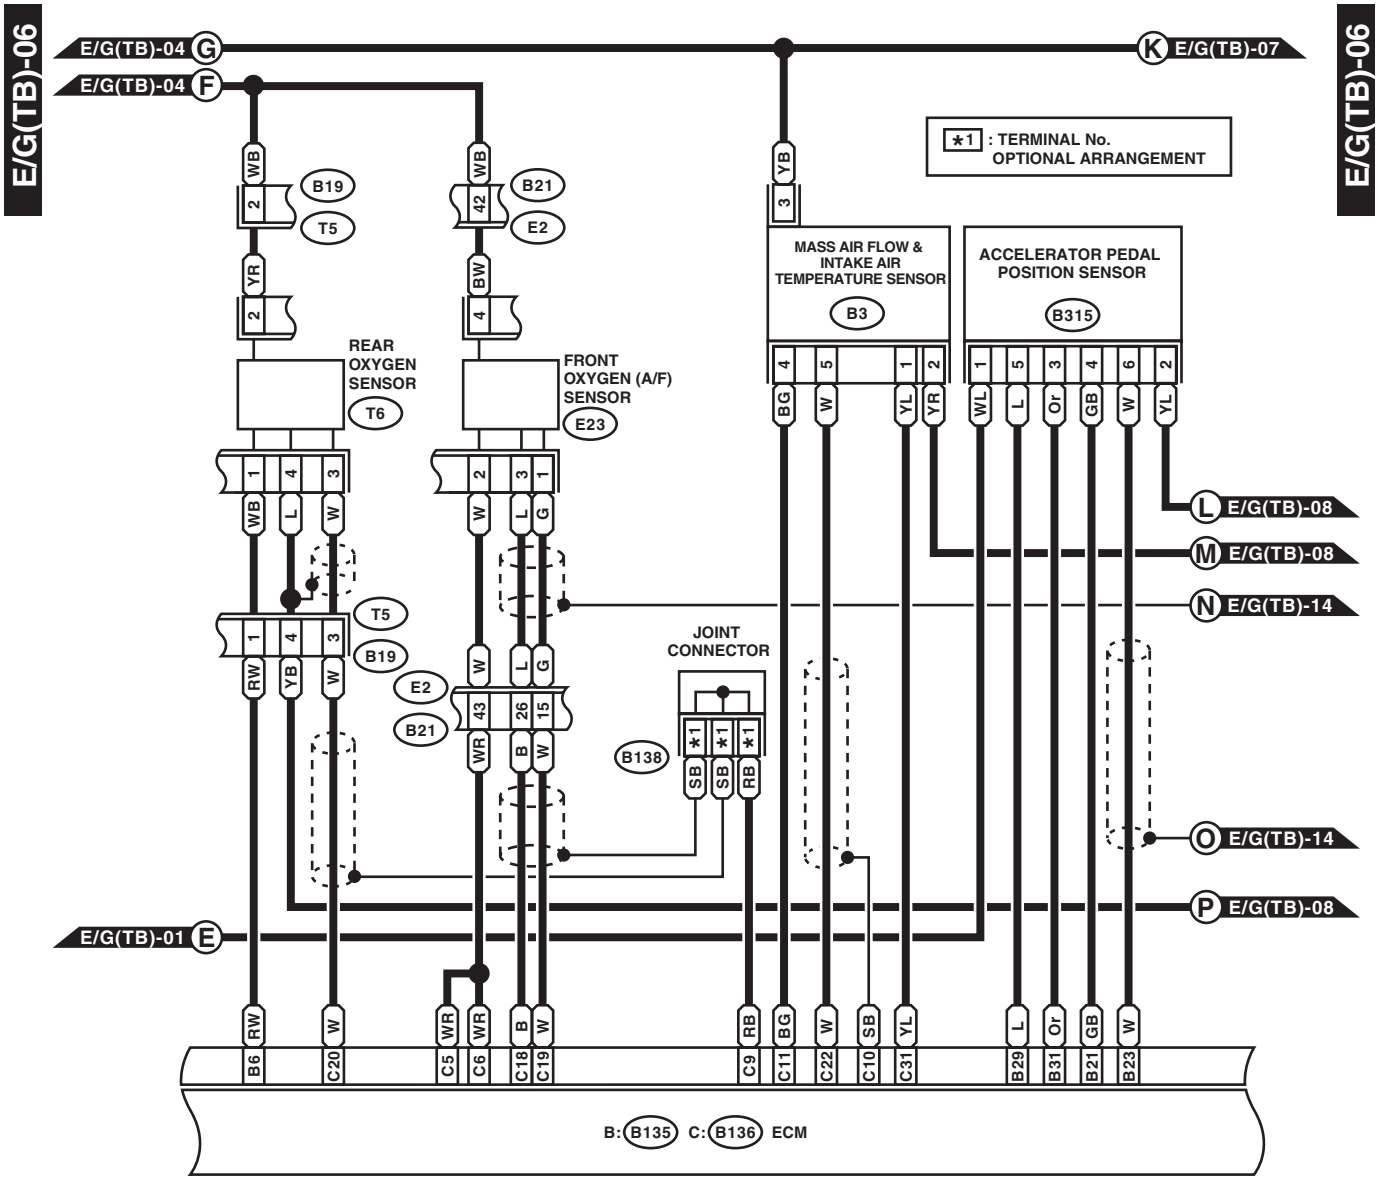 E/G(TB)-06
E/G(TB)-06
E/G(TB)-04 G
K E/G(TB)-07
E/G(TB)-04 F
*1 : TERMINAL No.
OPTIONAL ARRANGEMENT
WB
WB
YB
2
B19
T5
42
B21
E2
3
YR
BW
2
4
MASS AIR FLOW &
INTAKE AIR
TEMPERATURE SENSOR
B3
ACCELERATOR PEDAL
POSITION SENSOR
B315
REAR
OXYGEN
SENSOR
T6
FRONT
OXYGEN (A/F)
SENSOR
E23
4 5 1 2
1 5 3 4 6 2
BG W YL YR
WL L Or GB W YL
1 4 3
2 3 1
WB L W
W L G
L E/G(TB)-08
M E/G(TB)-08
N E/G(TB)-14
T5
B19
1 4 3
RW YB W
JOINT
CONNECTOR
W L G
E2
B21
43 26 15
WR B W
B138
*1 *1 *1
SB SB RB
O E/G(TB)-14
P E/G(TB)-08
E/G(TB)-01 E
RW W WR WR B W RB BG W SB YL L Or GB W
B6 C20 C5 C6 C18 C19 C9 C11 C22 C10 C31 B29 B31 B21 B23
B: B135 C: B136 ECM